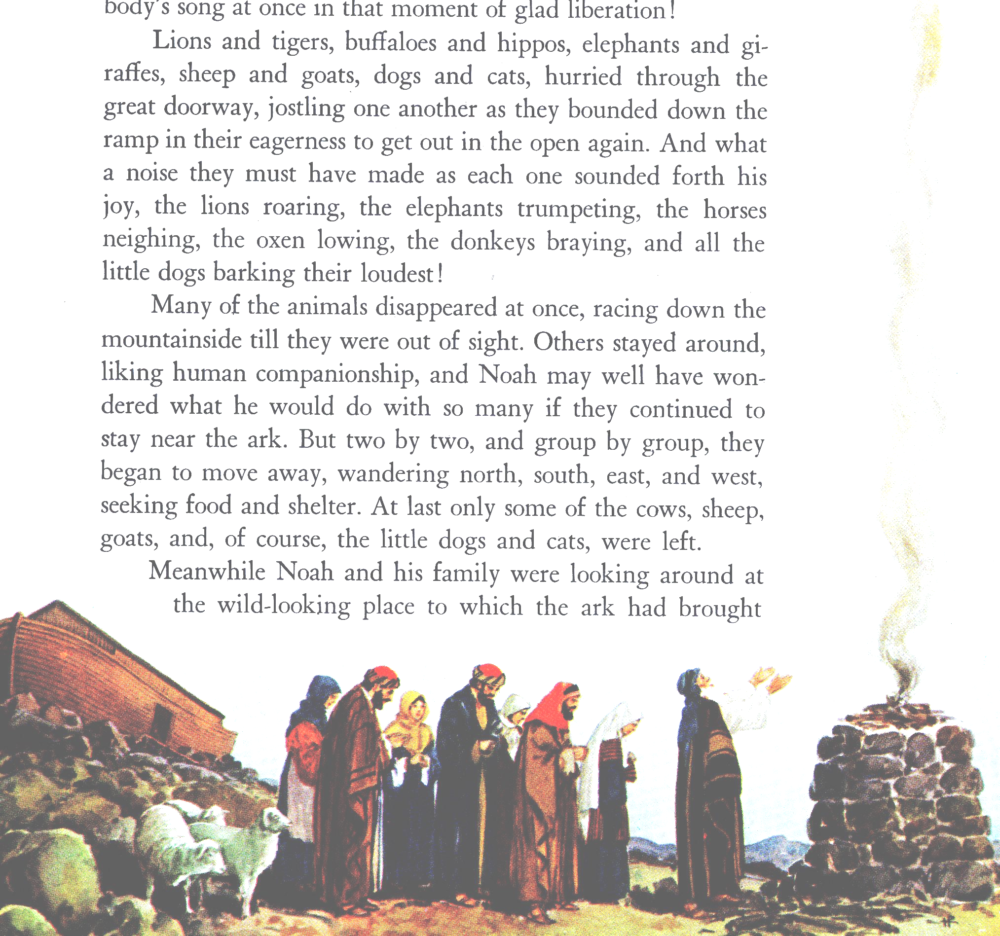 body's song at once in that moment of glad liberation!
Lions and tigers, buffaloes and hippos, elephants and gi-
raffes, sheep and goats, dogs and cats, hurried through the
great doorway, jostling one another as they bounded down the
ramp in their eagerness to get out in the open again. And what
a noise they must have made as each one sounded forth his
joy, the lions roaring, the elephants trumpeting, the horses
neighing, the oxen lowing, the donkeys braying, and all the
little dogs barking their loudest!
Many of the animals disappeared at once, racing down the
mountainside till they were out of sight. Others stayed around,
liking human companionship, and Noah may well have won-
dered what he would do with so many if they continued to
stay near the ark. But two by two, and group by group, they
began to move away, wandering north, south, east, and west,
seeking food and shelter. At last only some of the cows, sheep,
goats, and, of course, the little dogs and cats, were left.
Meanwhile Noah and his family were looking around at
the wild-looking place to which the ark had brought